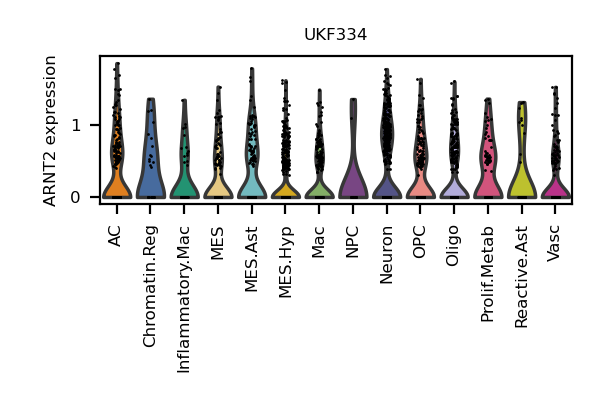 UKF334
ARNT2 expression
1
0
AC
Chromatin.Reg
Inflammatory.Mac
MES
MES.Ast
MES.Hyp
Mac
NPC
Neuron
OPC
Oligo
Prolif.Metab
Reactive.Ast
Vasc